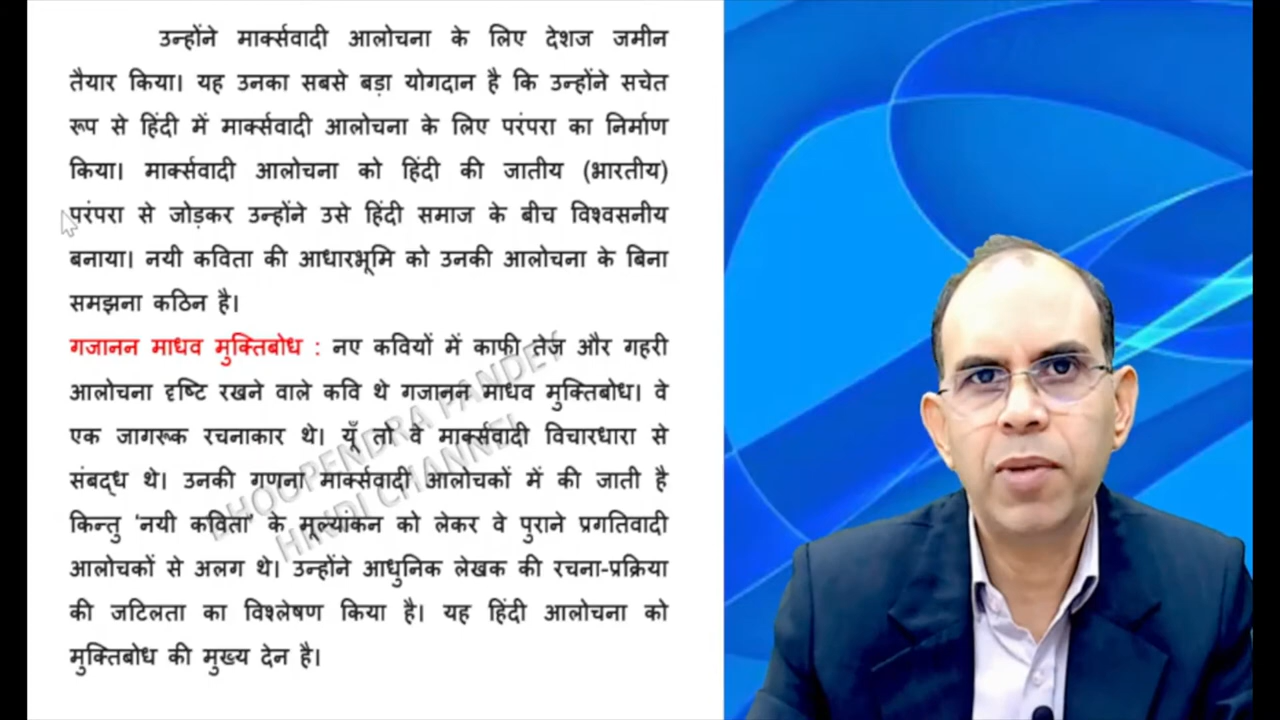 उन्होंने मार्क्सवादी आलोचना के लिए देशज जमीन
तैयार किया। यह उनका सबसे बड़ा योगदान है कि उन्होंने सचेत
रूप से हिंदी में मार्क्सवादी आलोचना के लिए परंपरा का निर्माण
किया। मार्क्सवादी आलोचना को हिंदी की जातीय (भारतीय)
परंपरा से जोड़कर उन्होंने उसे हिंदी समाज के बीच विश्वसनीय
बनाया। नयी कविता की आधारभूमि को उनकी आलोचना के बिना
समझना कठिन है।
गजानन माधव मुक्तिबोध : नए कवियों में काफी तेज और गहरी
आलोचना दृष्टि रखने वाले कवि थे गजानन माधव मुक्तिबोध। वे
एक जागरूक रचनाकार थे। यूँ तो वे मार्क्सवादी विचारधारा से
संबद्ध थे। उनकी गणना मार्क्सवादी आलोचकों में की जाती है
किन्तु 'नयी कविता' के मूल्यांकन को लेकर वे पुराने प्रगतिवादी
आलोचकों से अलग थे। उन्होंने आधुनिक लेखक की रचना-प्रक्रिया
की जटिलता का विश्लेषण किया है। यह हिंदी आलोचना को
मुक्तिबोध की मुख्य देन है।
BHOOPENDRA PANDEY
HINDI CHANNEL